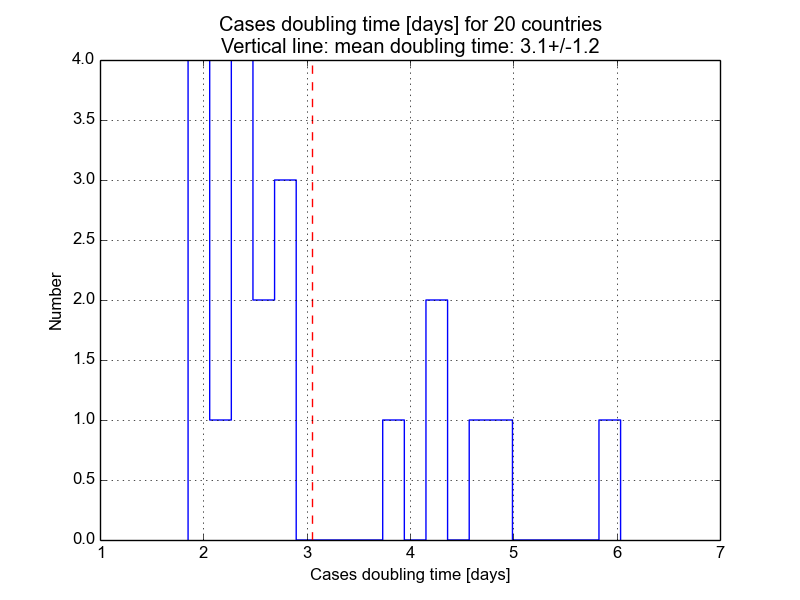 Cases doubling time [days] for 20 countries
Vertical line: mean doubling time: 3.1+/-1.2
4.0
3.5
3.0
2.5
2.0
1.5
1.0
0.5
0.0
Number
1 2 3 4 5 6 7
Cases doubling time [days]